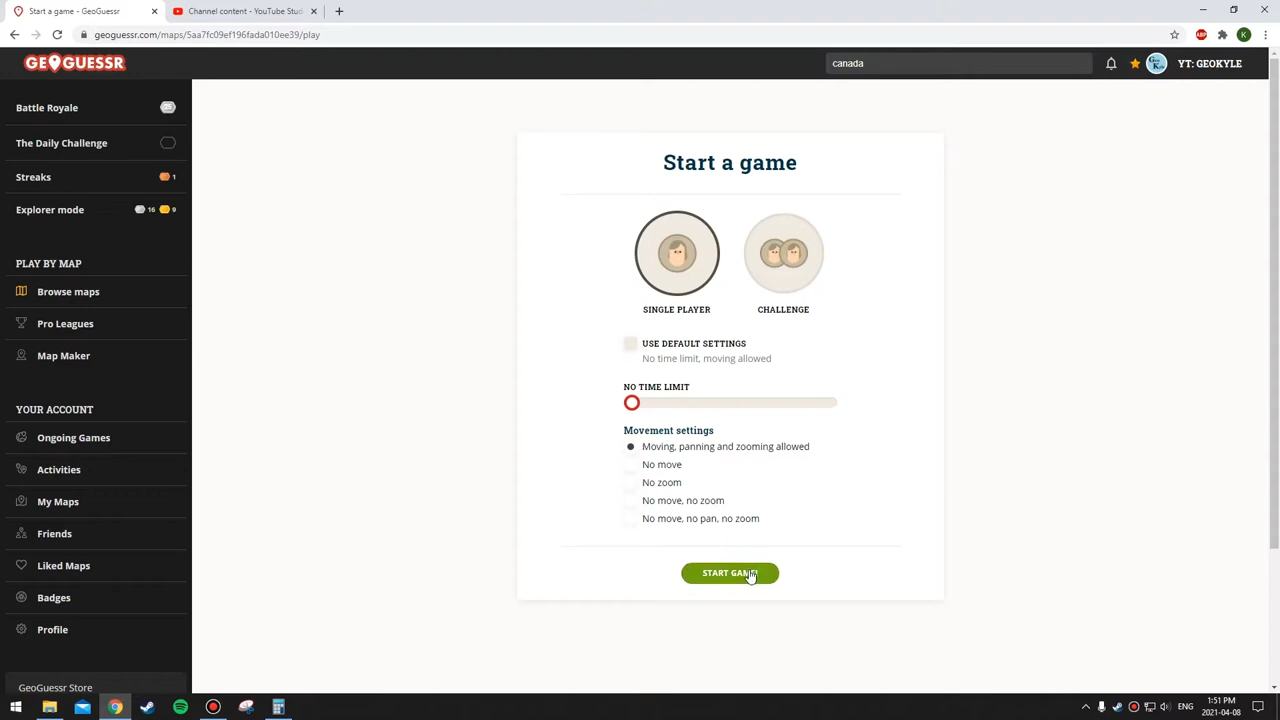 Start a game - GeoGuessr
Channel content - YouTube Stud
geoguessr.com/maps/5aa7fc09ef196fada010ee39/play
ABP
K
GEOGUESSR
canada
YT: GEOKYLE
Battle Royale
25
The Daily Challenge
Streaks
1
Explorer mode
16
9
PLAY BY MAP
Browse maps
Pro Leagues
Map Maker
YOUR ACCOUNT
Ongoing Games
Activities
My Maps
Friends
Liked Maps
Badges
Profile
GeoGuessr Store
Start a game
SINGLE PLAYER
CHALLENGE
USE DEFAULT SETTINGS
No time limit, moving allowed
NO TIME LIMIT
Movement settings
Moving, panning and zooming allowed
No move
No zoom
No move, no zoom
No move, no pan, no zoom
START GAME
ENG
1:51 PM
2021-04-08